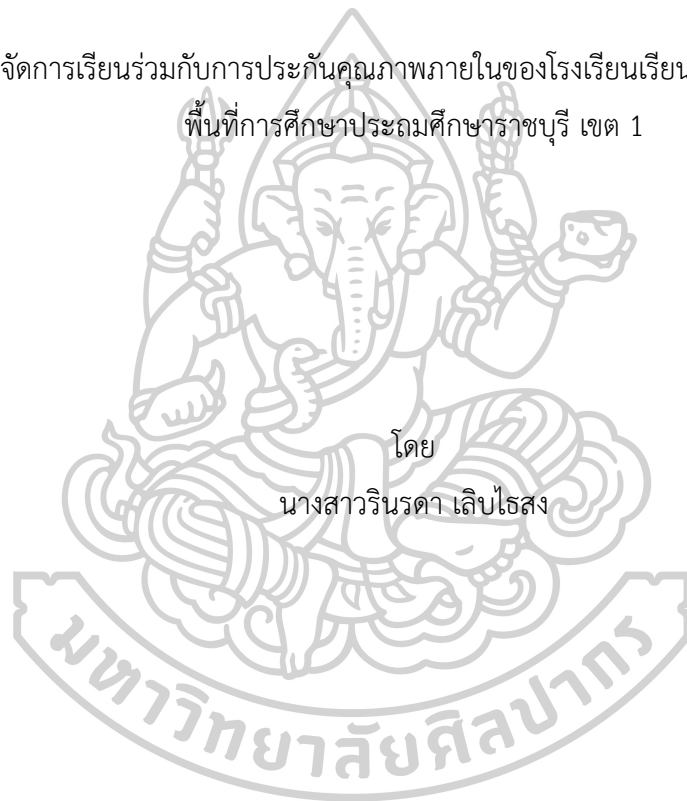 จัดการเรียนร่วมกับการประกันคุณภาพภายในของโรงเรียนเรียน
พื้นที่การศึกษาประถมศึกษาราชบุรี เขต 1
โดย
นางสาวรินรดา เลิบไธสง
มหาวิทยาลัยศิลปากร